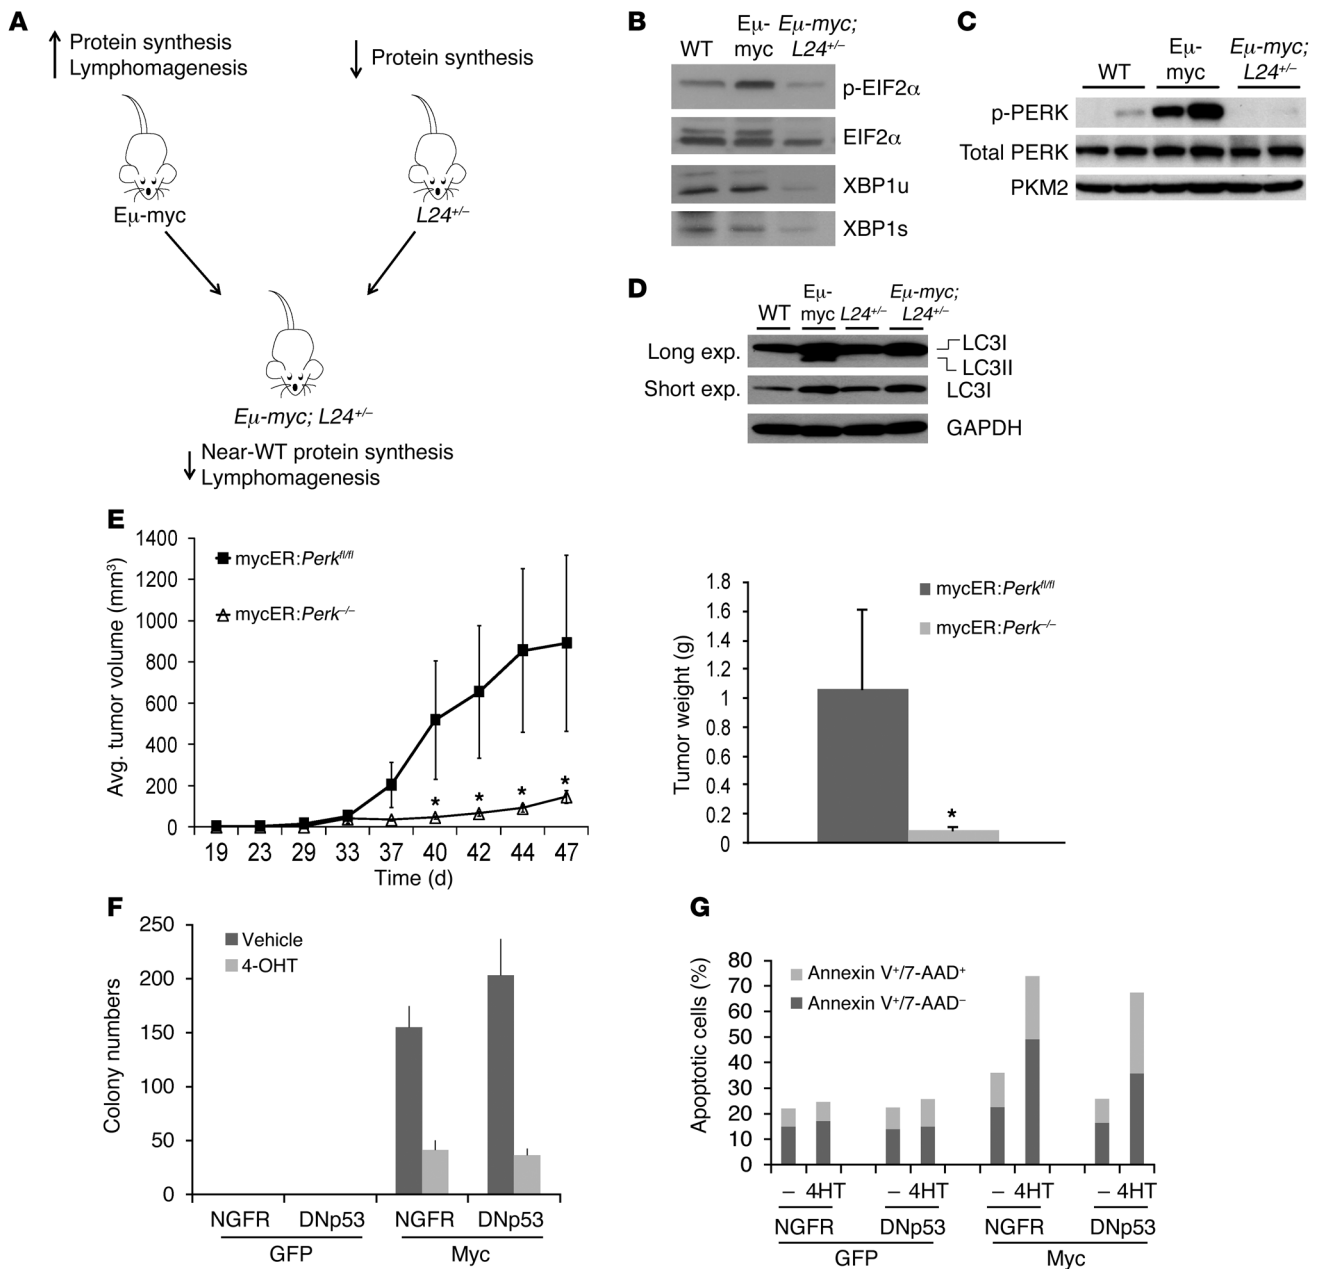 A
Protein synthesis
Lymphomagenesis
Protein synthesis
Eμ-myc
L24+/–
Eμ-myc; L24+/–
Near-WT protein synthesis
Lymphomagenesis
B
WT
Eμ-
myc
Eμ-myc;
L24+/–
p-EIF2α
EIF2α
XBP1u
XBP1s
C
WT
Eμ-
myc
Eμ-myc;
L24+/–
p-PERK
Total PERK
PKM2
D
WT
Eμ-
myc
L24+/–
Eμ-myc;
L24+/–
Long exp.
LC3I
LC3II
Short exp.
LC3I
GAPDH
E
Avg. tumor volume (mm³)
1400
1200
1000
800
600
400
200
0
mycER:Perkfl/fl
mycER:Perk–/–
* * * *
19 23 29 33 37 40 42 44 47
Time (d)
Tumor weight (g)
1.8
1.6
1.4
1.2
1
0.8
0.6
0.4
0.2
0
mycER:Perkfl/fl
mycER:Perk–/–
*
F
Colony numbers
250
200
150
100
50
0
Vehicle
4-OHT
NGFR DNp53 NGFR DNp53
GFP Myc
G
Apoptotic cells (%)
80
70
60
50
40
30
20
10
0
Annexin V+/7-AAD+
Annexin V+/7-AAD–
– 4HT – 4HT – 4HT – 4HT
NGFR DNp53 NGFR DNp53
GFP Myc